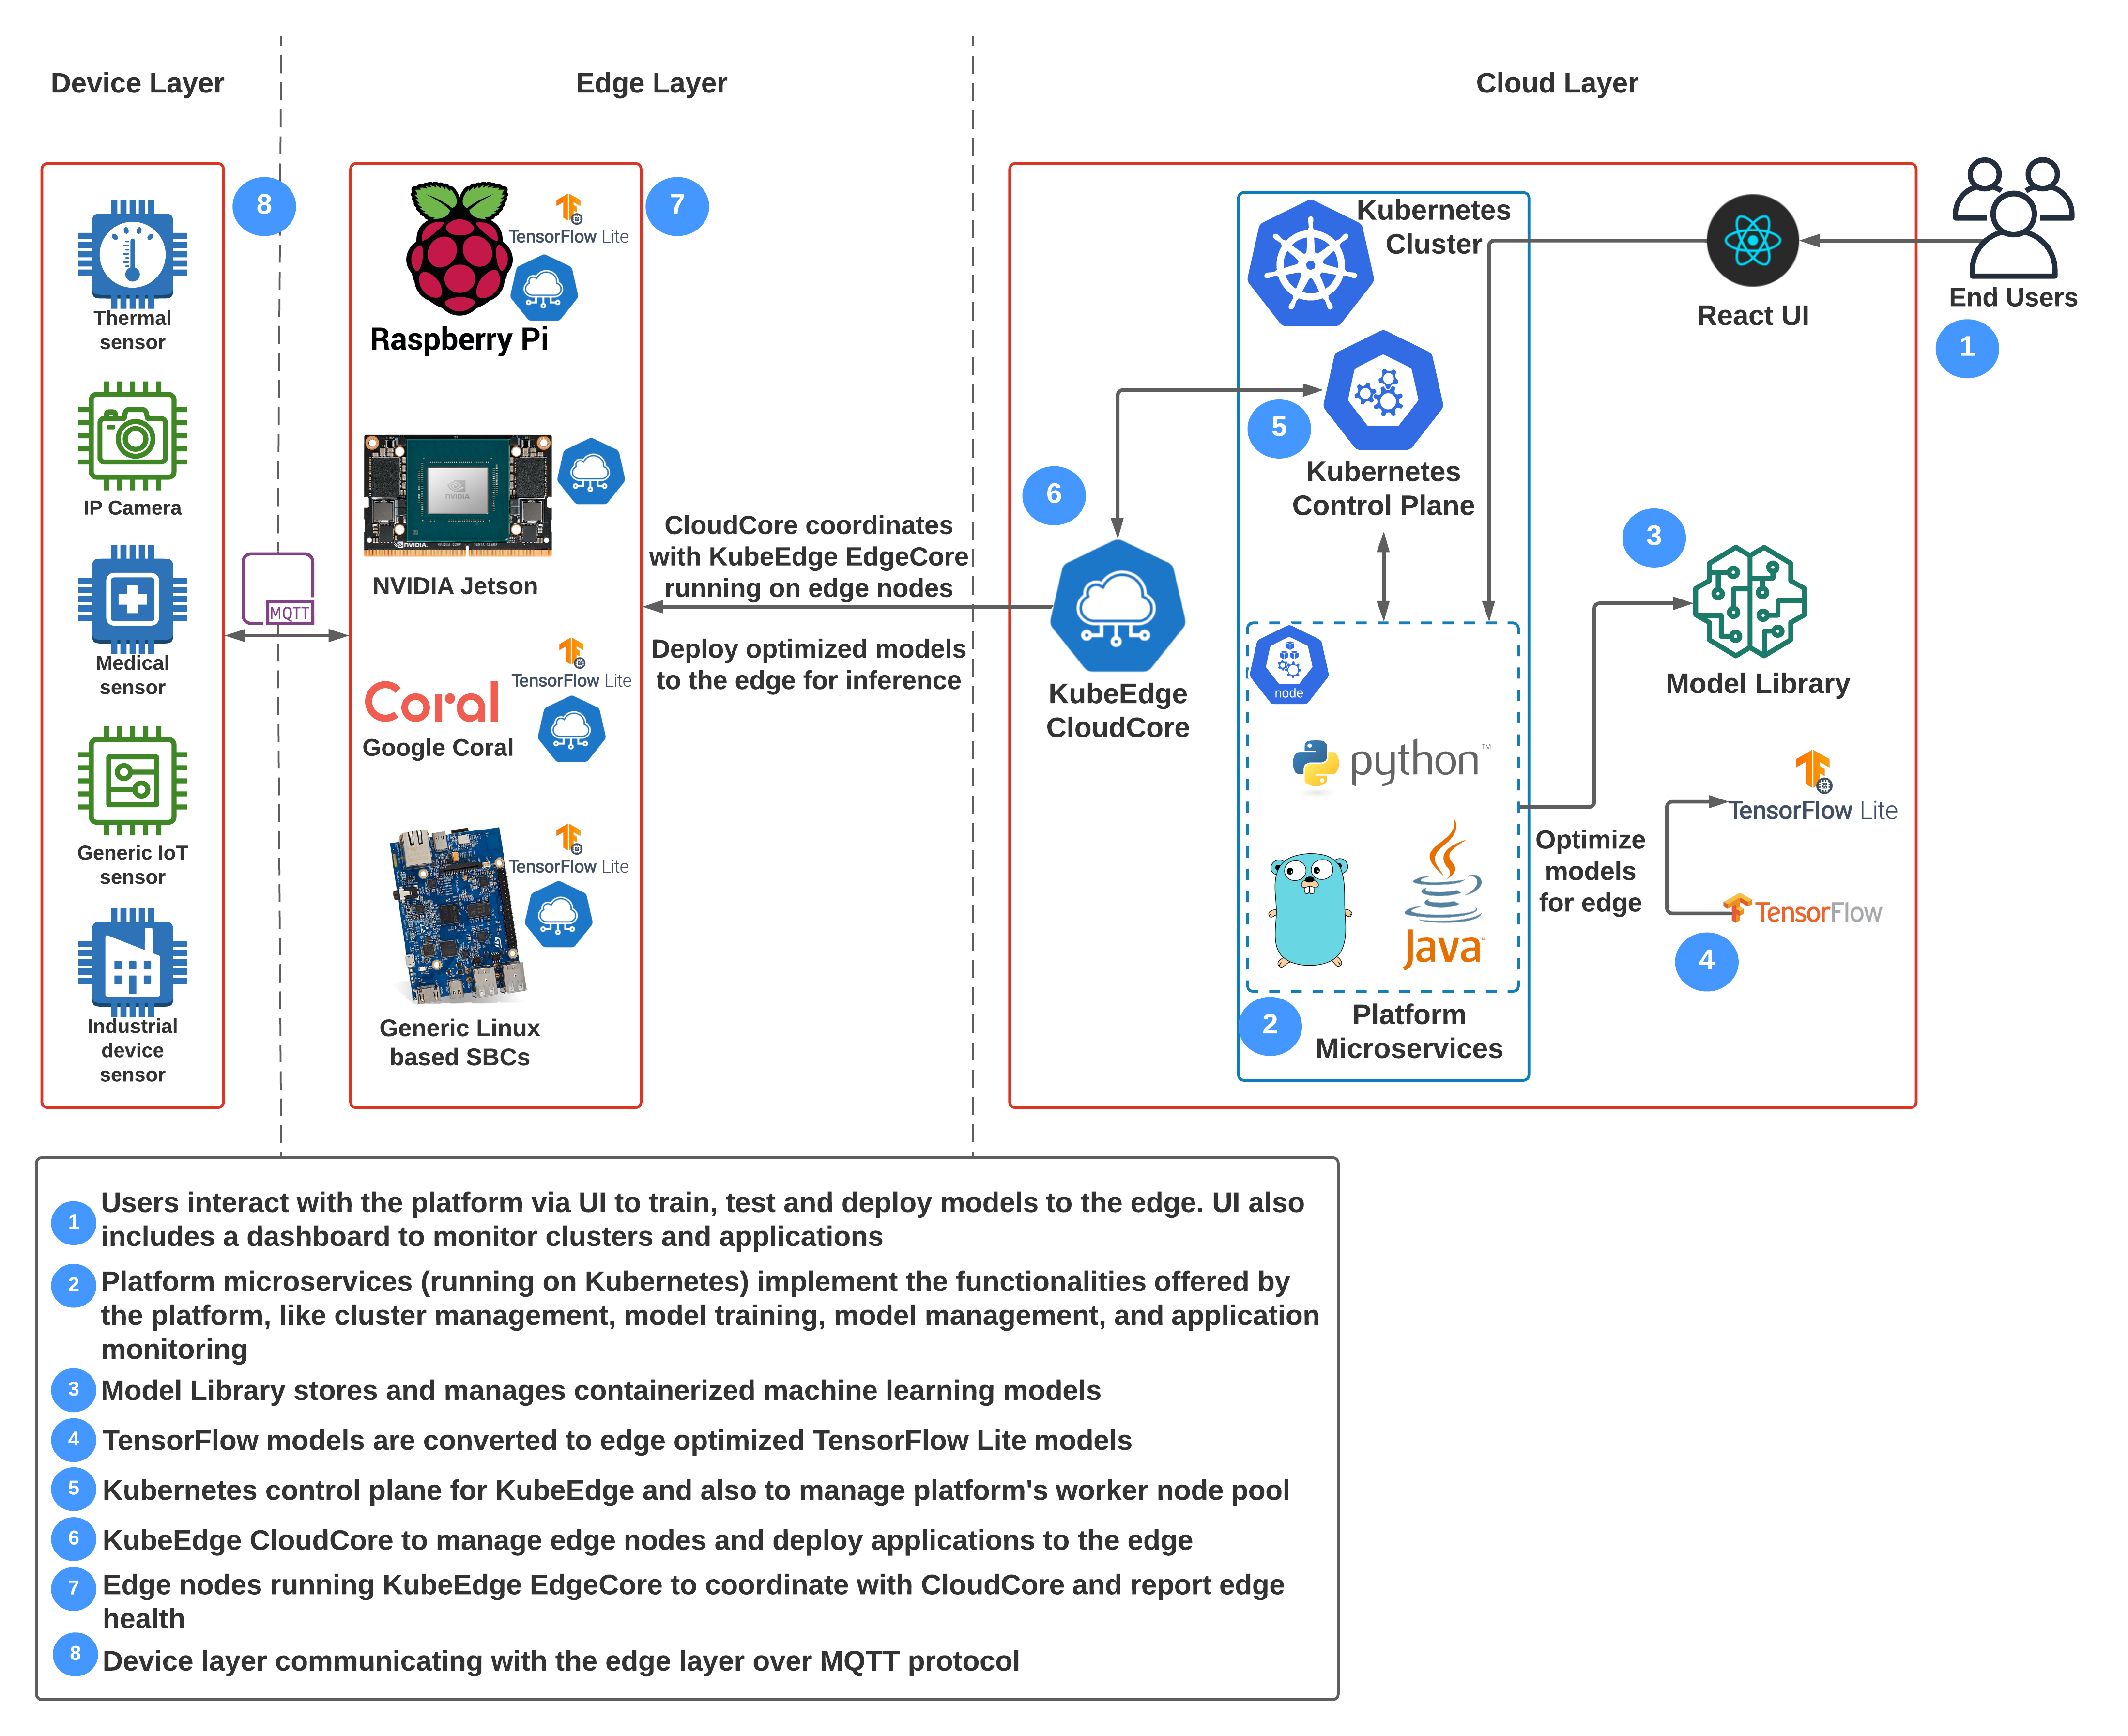 Device Layer
Edge Layer
Cloud Layer
8
7
1
5
6
3
4
2
Thermal
sensor
IP Camera
Medical
sensor
Generic IoT
sensor
Industrial
device
sensor
MQTT
TensorFlow Lite
Raspberry Pi
NVIDIA
NVIDIA
NVIDIA Jetson
TensorFlow Lite
Coral
Google Coral
TensorFlow Lite
Generic Linux
based SBCs
CloudCore coordinates
with KubeEdge EdgeCore
running on edge nodes
Deploy optimized models
to the edge for inference
KubeEdge
CloudCore
Kubernetes
Cluster
Kubernetes
Control Plane
node
python™
Java™
Platform
Microservices
React UI
End Users
Model Library
Optimize
models
for edge
TensorFlow Lite
TensorFlow
1 Users interact with the platform via UI to train, test and deploy models to the edge. UI also
includes a dashboard to monitor clusters and applications
2 Platform microservices (running on Kubernetes) implement the functionalities offered by
the platform, like cluster management, model training, model management, and application
monitoring
3 Model Library stores and manages containerized machine learning models
4 TensorFlow models are converted to edge optimized TensorFlow Lite models
5 Kubernetes control plane for KubeEdge and also to manage platform's worker node pool
6 KubeEdge CloudCore to manage edge nodes and deploy applications to the edge
7 Edge nodes running KubeEdge EdgeCore to coordinate with CloudCore and report edge
health
8 Device layer communicating with the edge layer over MQTT protocol